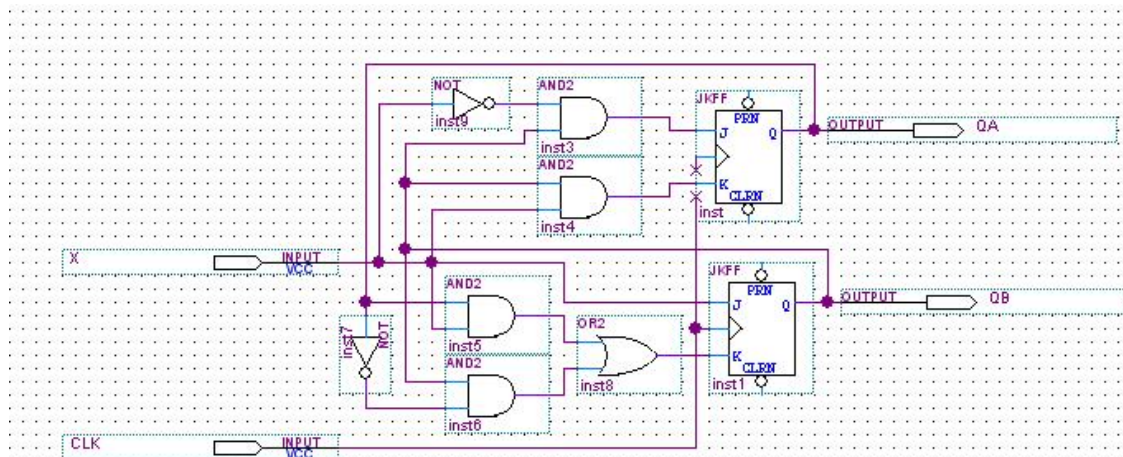 NOT
inst9
AND2
inst3
AND2
inst4
JKFF
PRN
J
Q
K
CLRN
inst
OUTPUT
QA
X
INPUT
VCC
AND2
inst5
inst7
NOT
AND2
inst6
OR2
inst8
JKFF
PRN
J
Q
K
CLRN
inst1
OUTPUT
QB
CLK
INPUT
VCC